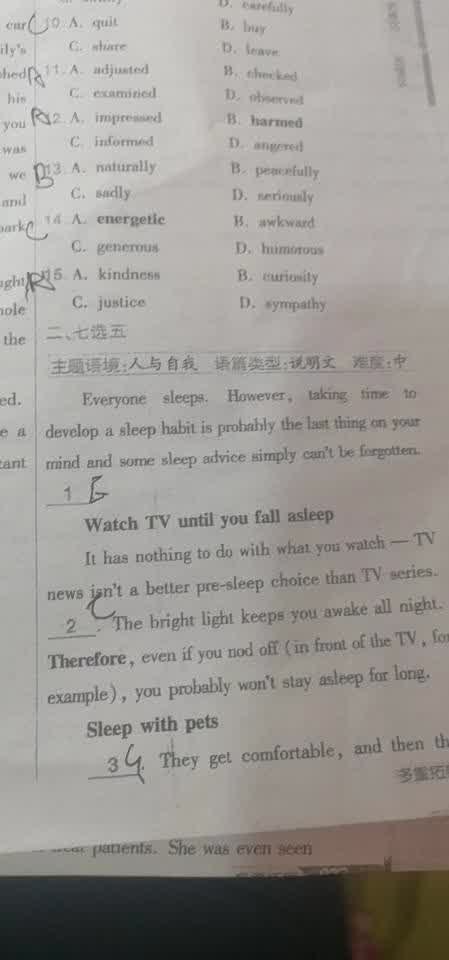 D. carefully
car C 10. A. quit
B. buy
ily's C. share
D. leave
hed 11. A. adjusted
B. checked
his C. examined
D. observed
you 12. A. impressed
B. harmed
was C. informed
D. angered
we B 13. A. naturally
B. peacefully
and C. sadly
D. seriously
park C 14. A. energetic
B. awkward
C. generous
D. humorous
ght 15. A. kindness
B. curiosity
hole C. justice
D. sympathy
the 二、七选五
主题语境:人与自我 语篇类型:说明文 难度:中
ed. Everyone sleeps. However, taking time to
e a develop a sleep habit is probably the last thing on your
tant mind and some sleep advice simply can't be forgotten.
1 E
Watch TV until you fall asleep
It has nothing to do with what you watch — TV
news isn't a better pre-sleep choice than TV series.
2 C. The bright light keeps you awake all night.
Therefore, even if you nod off (in front of the TV, for
example), you probably won't stay asleep for long.
Sleep with pets
3 G. They get comfortable, and then th
多重拓
patients. She was even seen